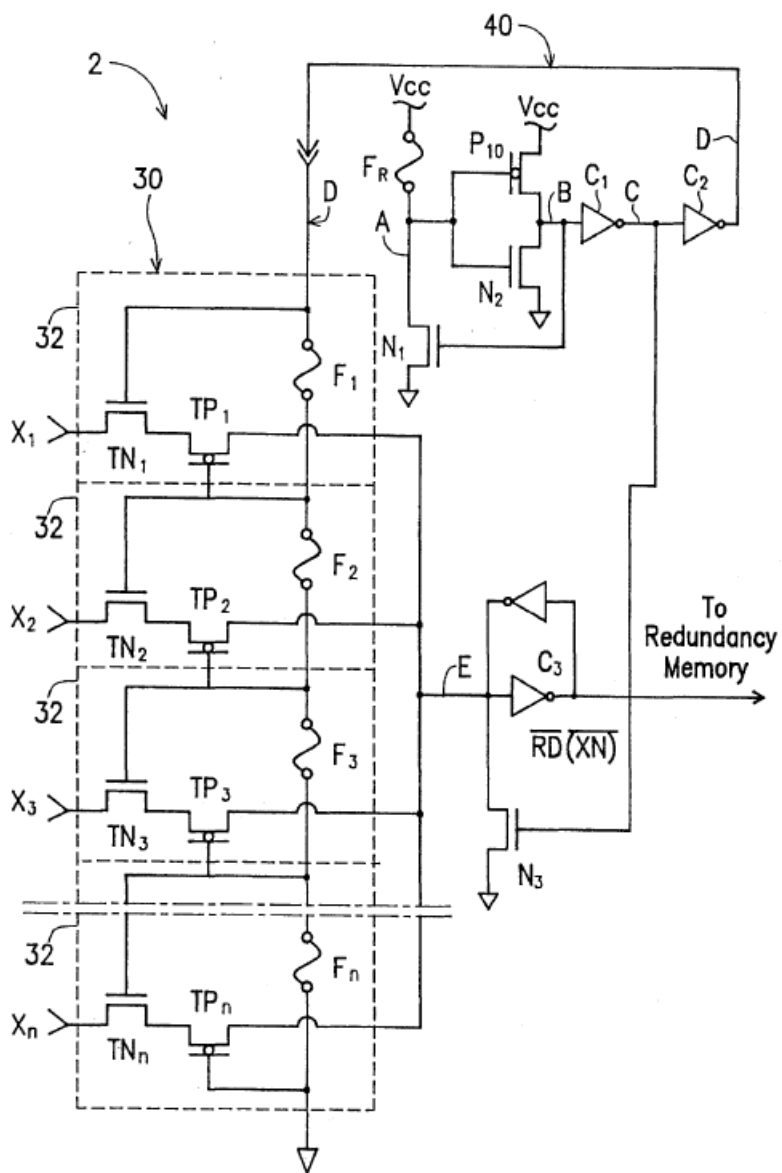 40
2
Vcc
Vcc
P10
D
FR
30
D
B
C1
C
C2
A
N2
32
N1
F1
TP1
X1
TN1
32
F2
TP2
X2
TN2
C3
To
Redundancy
Memory
E
32
RD(XN)
F3
TP3
X3
TN3
N3
32
Fn
TPn
Xn
TNn